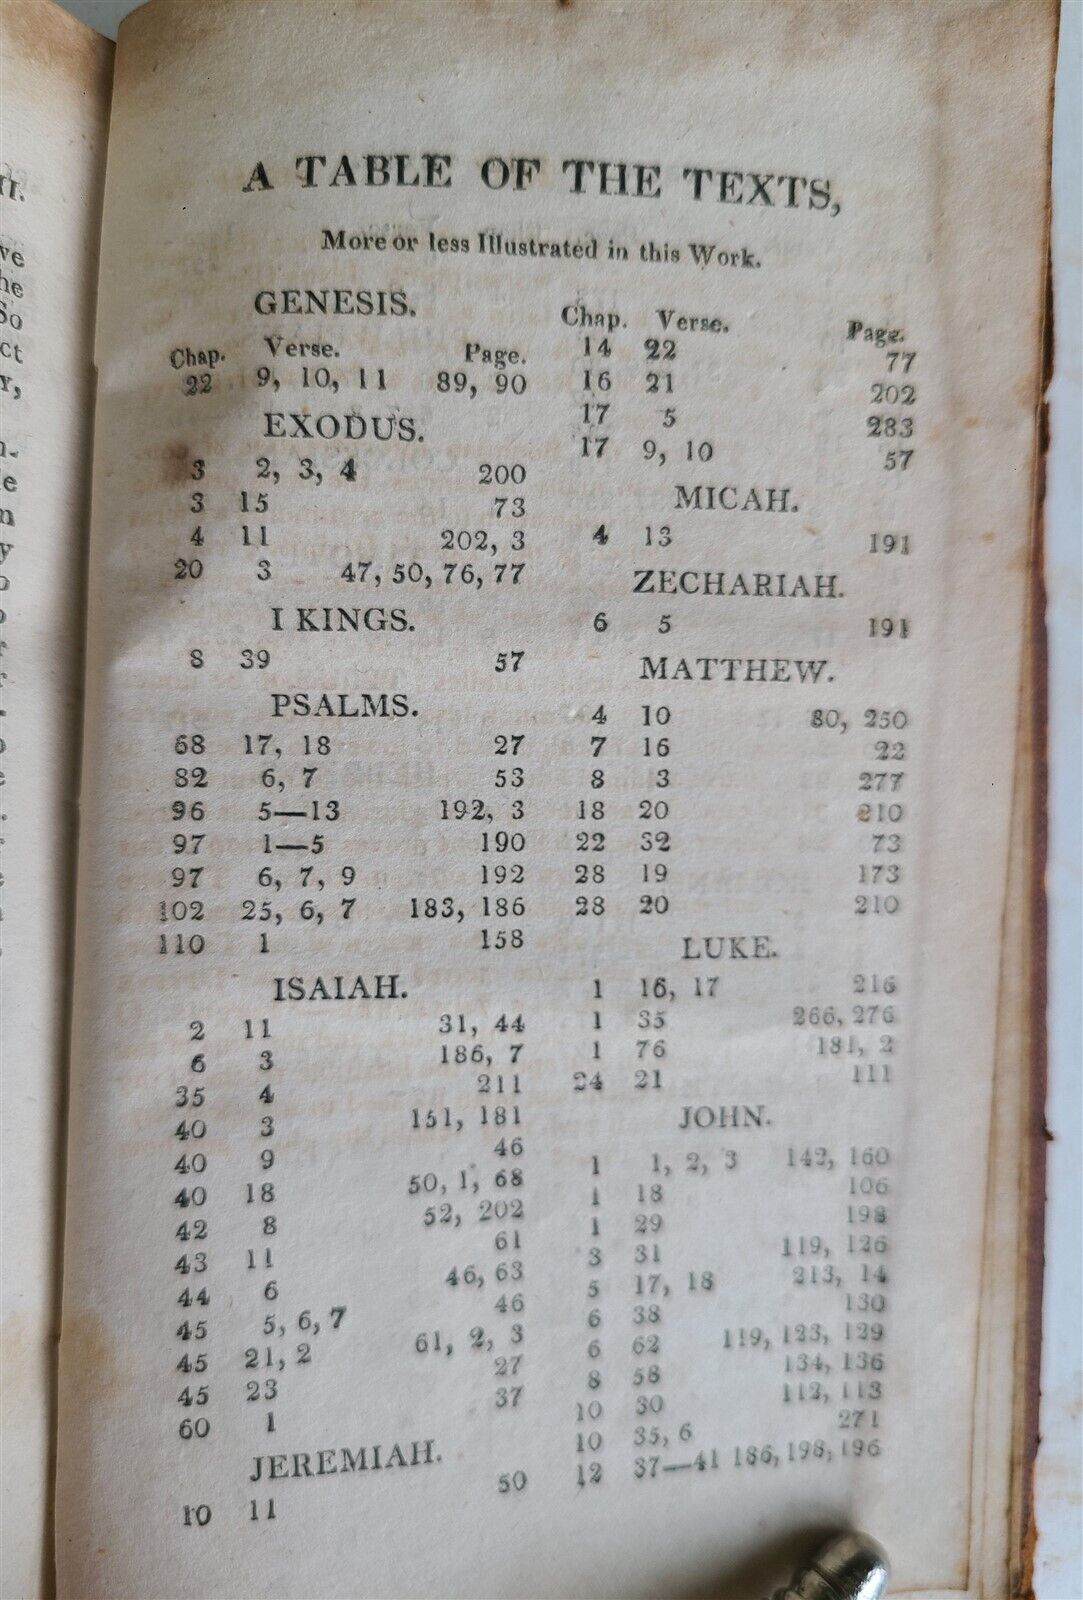 A TABLE OF THE TEXTS,
More or less Illustrated in this Work.
GENESIS.
Chap. Verse. Page.
22 9, 10, 11 89, 90
EXODUS.
3 2, 3, 4 200
3 15 73
4 11 202, 3
20 3 47, 50, 76, 77
I KINGS.
8 39 57
PSALMS.
68 17, 18 27
82 6, 7 53
96 5—13 192, 3
97 1—5 190
97 6, 7, 9 192
102 25, 6, 7 183, 186
110 1 158
ISAIAH.
2 11 31, 44
6 3 186, 7
35 4 211
40 3 151, 181
40 9 46
40 18 50, 1, 68
42 8 52, 202
43 11 61
44 6 46, 63
45 5, 6, 7 46
45 21, 2 61, 2, 3
45 23 27
60 1 37
JEREMIAH.
10 11 50
Chap. Verse. Page.
14 22 77
16 21 202
17 5 283
17 9, 10 57
MICAH.
4 13 191
ZECHARIAH.
6 5 191
MATTHEW.
4 10 80, 250
7 16 22
8 3 277
18 20 210
22 32 73
28 19 173
28 20 210
LUKE.
1 16, 17 216
1 35 266, 276
1 76 181, 2
24 21 111
JOHN.
1 1, 2, 3 142, 160
1 18 106
1 29 198
3 31 119, 126
5 17, 18 213, 14
6 38 130
6 62 119, 123, 129
8 58 134, 136
10 30 112, 113
10 35, 6 271
12 37—41 186, 198, 196